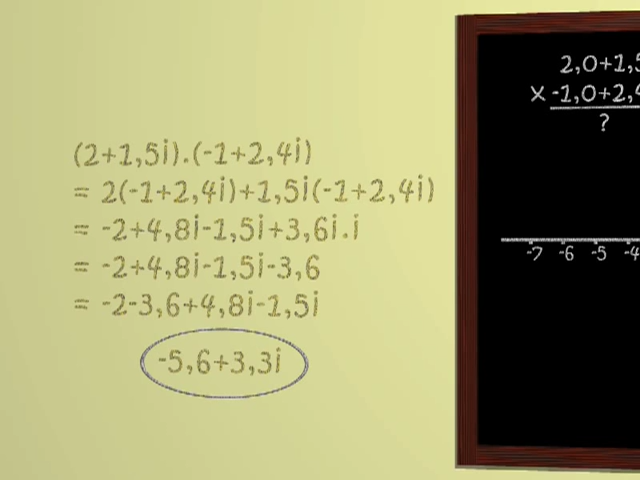 (2+1,5i).(-1+2,4i)
= 2(-1+2,4i)+1,5i(-1+2,4i)
= -2+4,8i-1,5i+3,6i.i
= -2+4,8i-1,5i-3,6
= -2-3,6+4,8i-1,5i
-5,6+3,3i
2,0+1,5
× -1,0+2,4
?
-7 -6 -5 -4